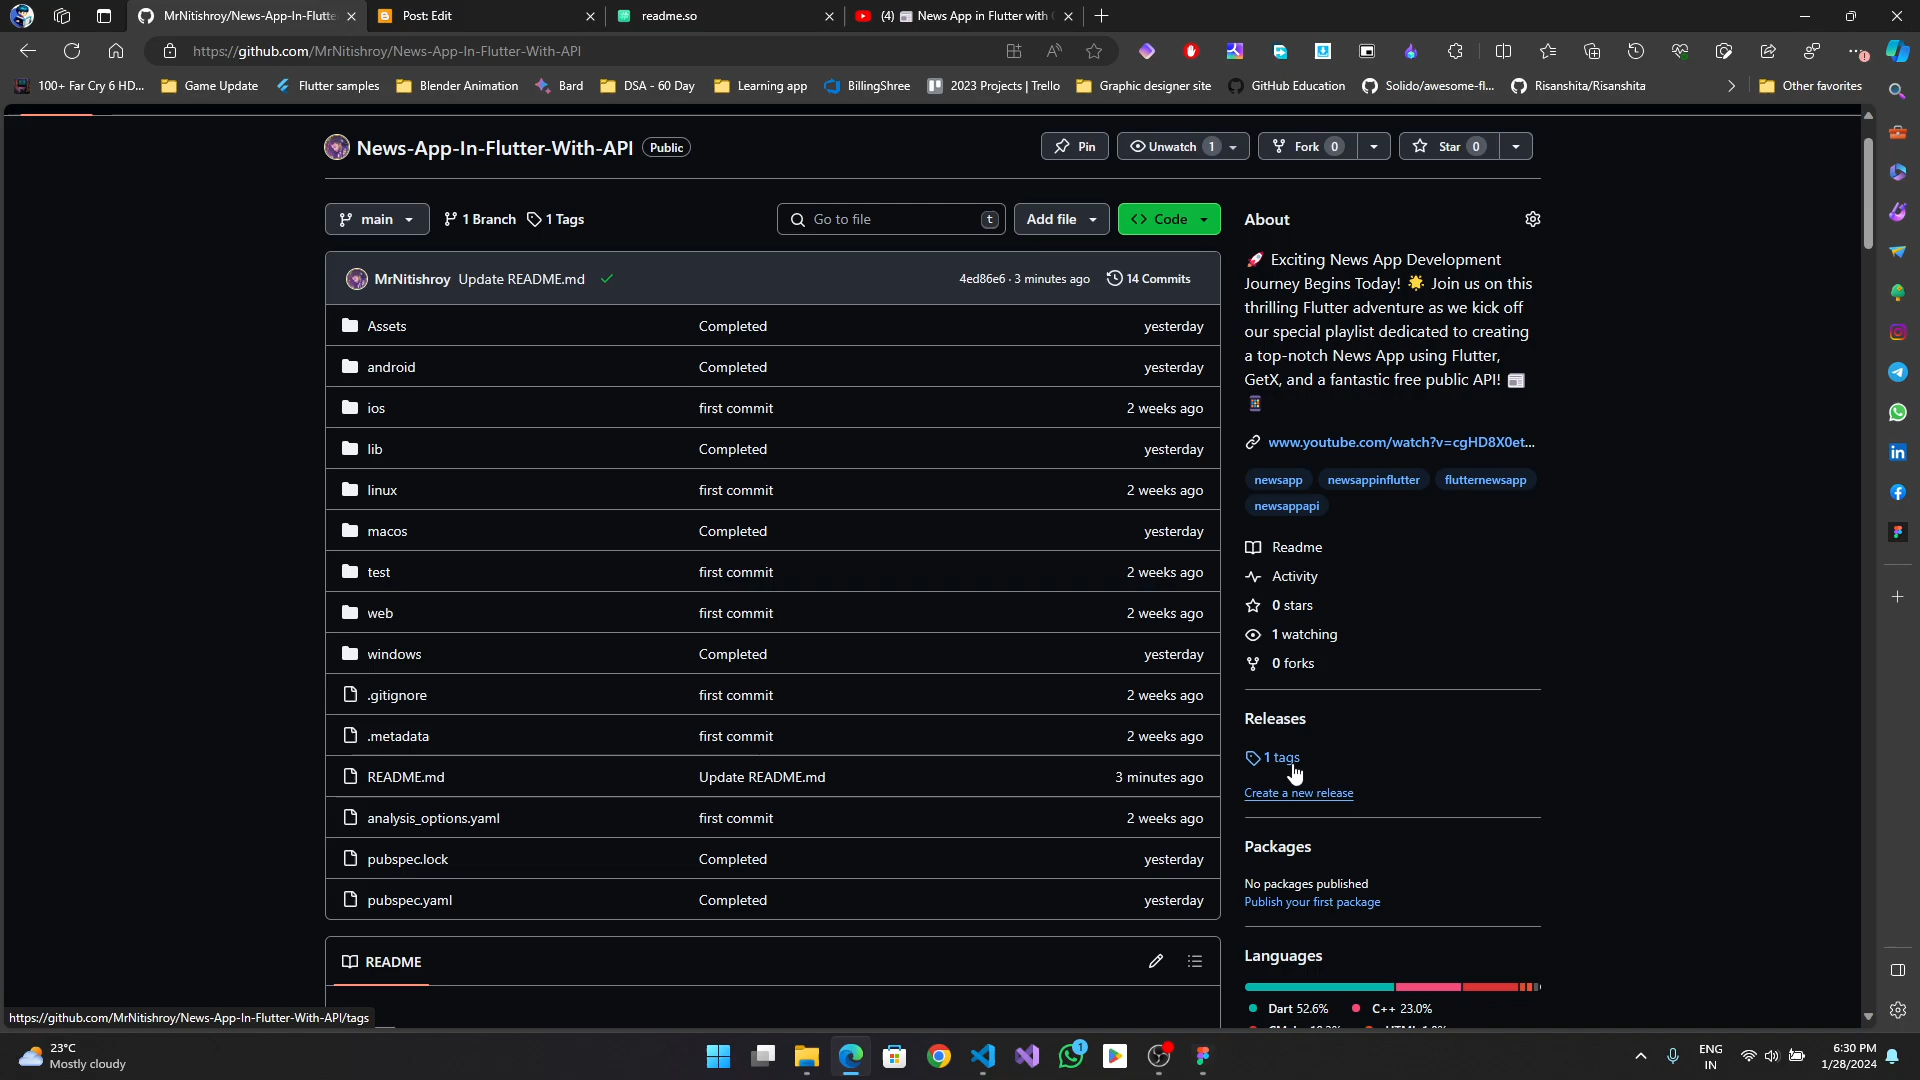 MrNitishroy/News-App-In-Flutte
Post: Edit
readme.so
(4) 📰 News App in Flutter with
https://github.com/MrNitishroy/News-App-In-Flutter-With-API
100+ Far Cry 6 HD...
Game Update
Flutter samples
Blender Animation
Bard
DSA - 60 Day
Learning app
BillingShree
2023 Projects | Trello
Graphic designer site
GitHub Education
Solido/awesome-fl...
Risanshita/Risanshita
Other favorites
News-App-In-Flutter-With-API Public
Pin
Unwatch 1
Fork 0
Star 0
main
1 Branch
1 Tags
Go to file t
Add file
<> Code
MrNitishroy Update README.md
4ed86e6 · 3 minutes ago
14 Commits
Assets Completed yesterday
android Completed yesterday
ios first commit 2 weeks ago
lib Completed yesterday
linux first commit 2 weeks ago
macos Completed yesterday
test first commit 2 weeks ago
web first commit 2 weeks ago
windows Completed yesterday
.gitignore first commit 2 weeks ago
.metadata first commit 2 weeks ago
README.md Update README.md 3 minutes ago
analysis_options.yaml first commit 2 weeks ago
pubspec.lock Completed yesterday
pubspec.yaml Completed yesterday
README
About
🚀 Exciting News App Development
Journey Begins Today! 🌟 Join us on this
thrilling Flutter adventure as we kick off
our special playlist dedicated to creating
a top-notch News App using Flutter,
GetX, and a fantastic free public API! 📰
📱
www.youtube.com/watch?v=cgHD8X0et...
newsapp newsappinflutter flutternewsapp
newsappapi
Readme
Activity
0 stars
1 watching
0 forks
Releases
1 tags
Create a new release
Packages
No packages published
Publish your first package
Languages
Dart 52.6% C++ 23.0%
https://github.com/MrNitishroy/News-App-In-Flutter-With-API/tags
23°C
Mostly cloudy
1
ENG
IN
6:30 PM
1/28/2024